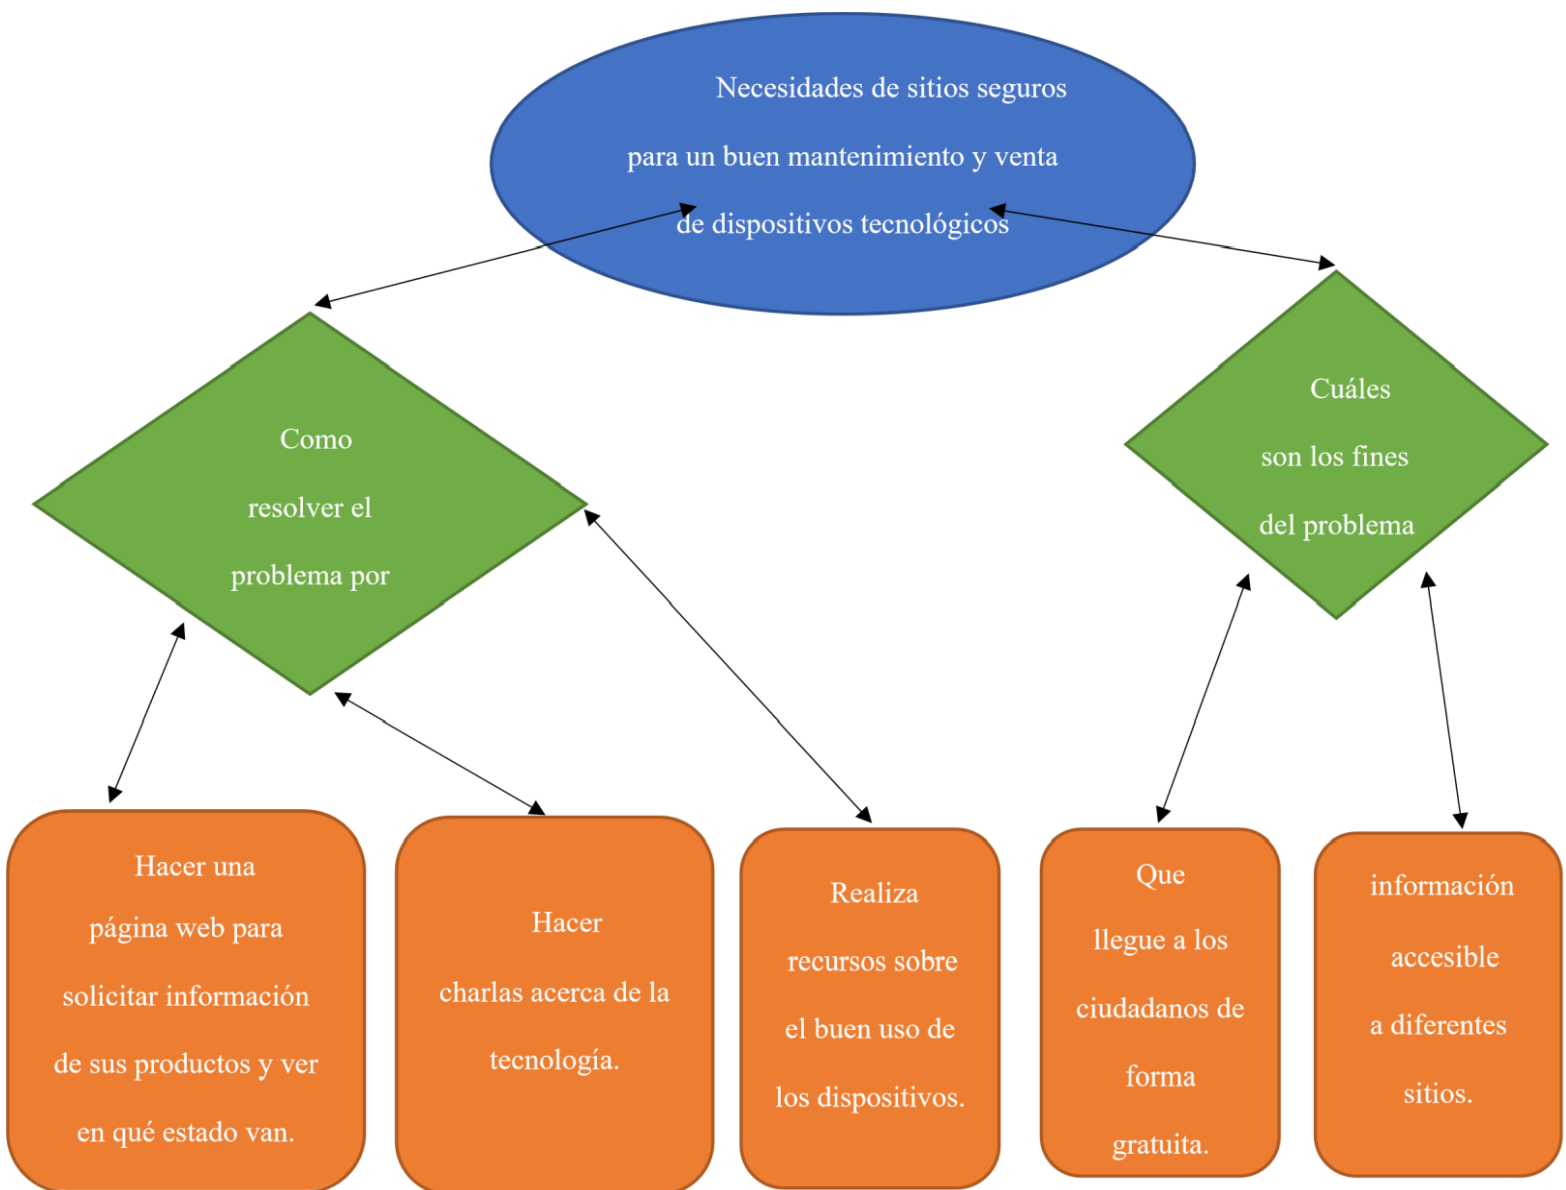 Necesidades de sitios seguros
para un buen mantenimiento y venta
de dispositivos tecnológicos
Como
resolver el
problema por
Cuáles
son los fines
del problema
Hacer una
página web para
solicitar información
de sus productos y ver
en qué estado van.
Hacer
charlas acerca de la
tecnología.
Realiza
recursos sobre
el buen uso de
los dispositivos.
Que
llegue a los
ciudadanos de
forma
gratuita.
información
accesible
a diferentes
sitios.